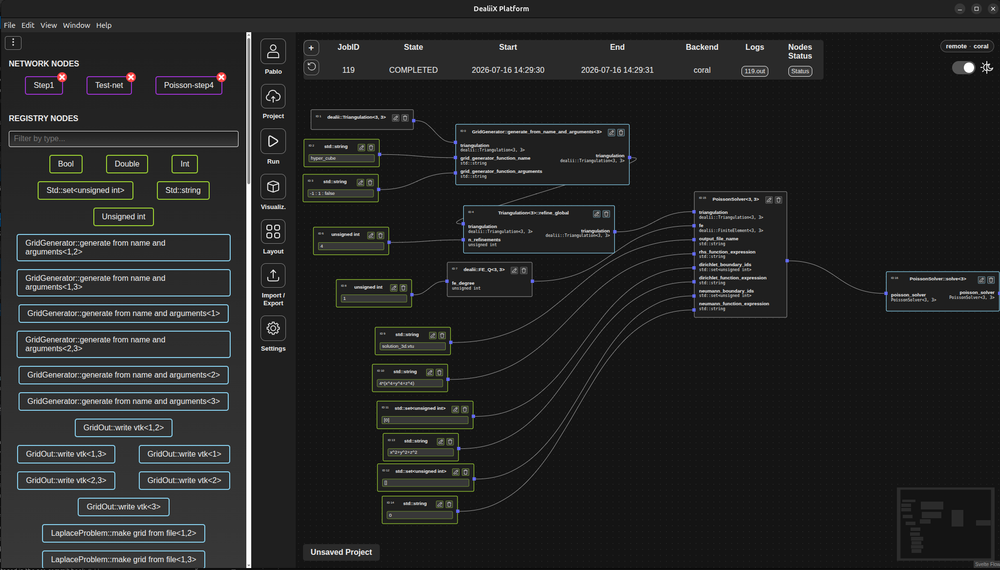 DealiiX Platform
File Edit View Window Help
NETWORK NODES
Step1 Test-net Poisson-step4
REGISTRY NODES
Filter by type...
Bool Double Int
Std::set<unsigned int> Std::string
Unsigned int
GridGenerator::generate from name and
arguments<1,2>
GridGenerator::generate from name and
arguments<1,3>
GridGenerator::generate from name and arguments<1>
GridGenerator::generate from name and
arguments<2,3>
GridGenerator::generate from name and arguments<2>
GridGenerator::generate from name and arguments<3>
GridOut::write vtk<1,2>
GridOut::write vtk<1,3> GridOut::write vtk<1>
GridOut::write vtk<2,3> GridOut::write vtk<2>
GridOut::write vtk<3>
LaplaceProblem::make grid from file<1,2>
LaplaceProblem::make grid from file<1,3>
Pablo
Project
Run
Visualiz.
Layout
Import /
Export
Settings
+ JobID State Start End Backend Logs Nodes
Status
119 COMPLETED 2026-07-16 14:29:30 2026-07-16 14:29:31 coral 119.out Status
remote · coral
ID 1 dealii::Triangulation<3, 3>
ID 2 std::string
hyper_cube
ID 3 std::string
-1 : 1 : false
ID 0 GridGenerator::generate_from_name_and_arguments<3>
triangulation
dealii::Triangulation<3, 3>
grid_generator_function_name
std::string
grid_generator_function_arguments
std::string
triangulation
dealii::Triangulation<3, 3>
ID 4 Triangulation<3>::refine_global
triangulation
dealii::Triangulation<3, 3>
n_refinements
unsigned int
triangulation
dealii::Triangulation<3, 3>
ID 6 unsigned int
4
ID 7 dealii::FE_Q<3, 3>
fe_degree
unsigned int
ID 8 unsigned int
1
ID 9 std::string
solution_3d.vtu
ID 10 std::string
4*(x^4+y^4+z^4)
ID 11 std::set<unsigned int>
[0]
ID 13 std::string
x^2+y^2+z^2
ID 12 std::set<unsigned int>
[]
ID 14 std::string
0
ID 15 PoissonSolver<3, 3>
triangulation
dealii::Triangulation<3, 3>
fe
dealii::FiniteElement<3, 3>
output_file_name
std::string
rhs_function_expression
std::string
dirichlet_boundary_ids
std::set<unsigned int>
dirichlet_function_expression
std::string
neumann_boundary_ids
std::set<unsigned int>
neumann_function_expression
std::string
ID 16 PoissonSolver::solve<3>
poisson_solver
PoissonSolver<3, 3>
poisson_solver
PoissonSolver<3, 3>
Unsaved Project
Svelte Flow